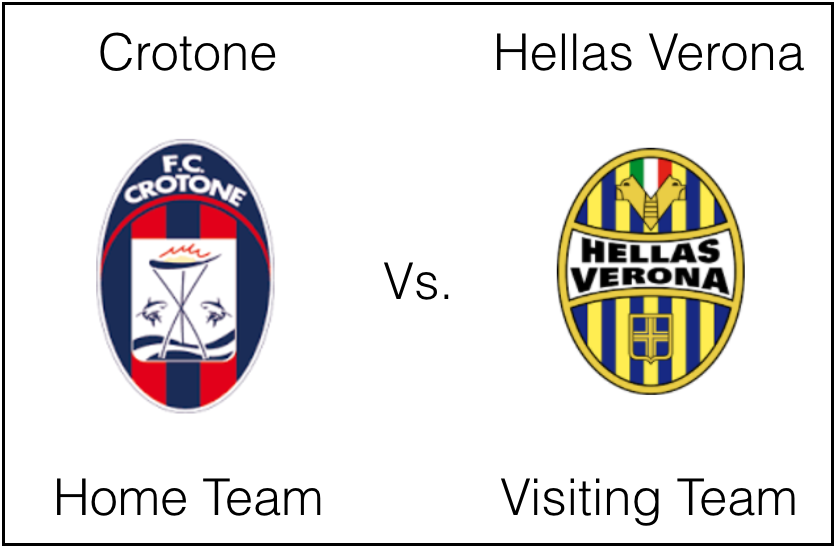 Crotone
Hellas Verona
F.C.
CROTONE
Vs.
HELLAS
VERONA
Home Team
Visiting Team